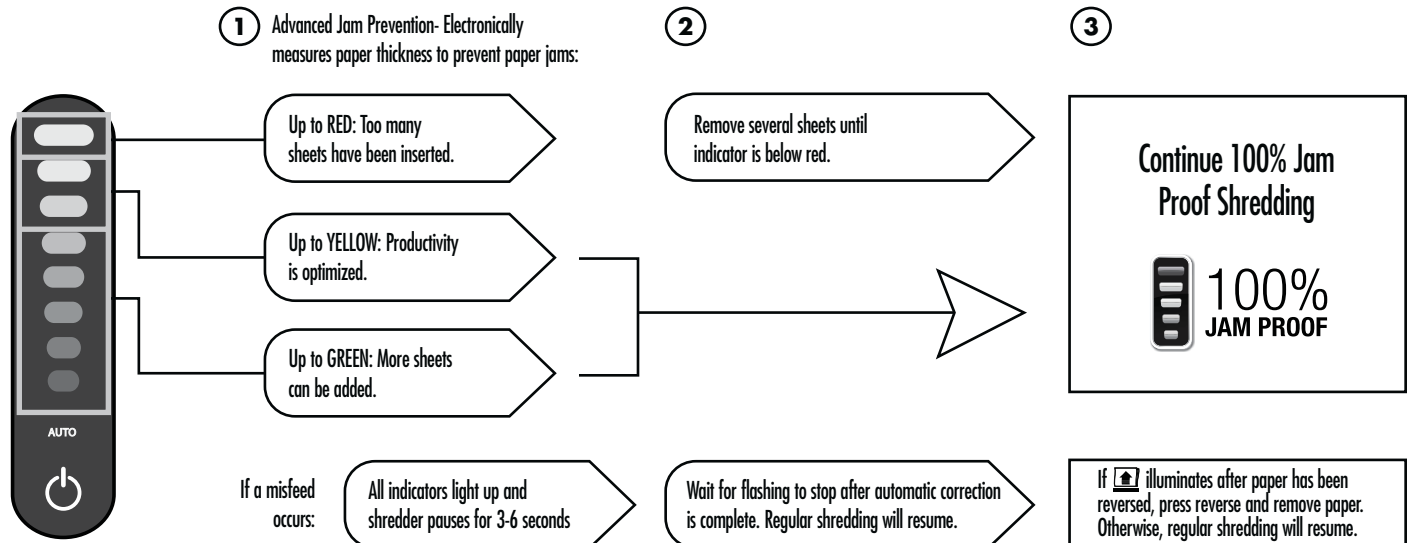 1
Advanced Jam Prevention- Electronically
measures paper thickness to prevent paper jams:
2
3
Up to RED: Too many
sheets have been inserted.
Remove several sheets until
indicator is below red.
Up to YELLOW: Productivity
is optimized.
Up to GREEN: More sheets
can be added.
Continue 100% Jam
Proof Shredding
100%
JAM PROOF
AUTO
If a misfeed
occurs:
All indicators light up and
shredder pauses for 3-6 seconds
Wait for flashing to stop after automatic correction
is complete. Regular shredding will resume.
If illuminates after paper has been
reversed, press reverse and remove paper.
Otherwise, regular shredding will resume.